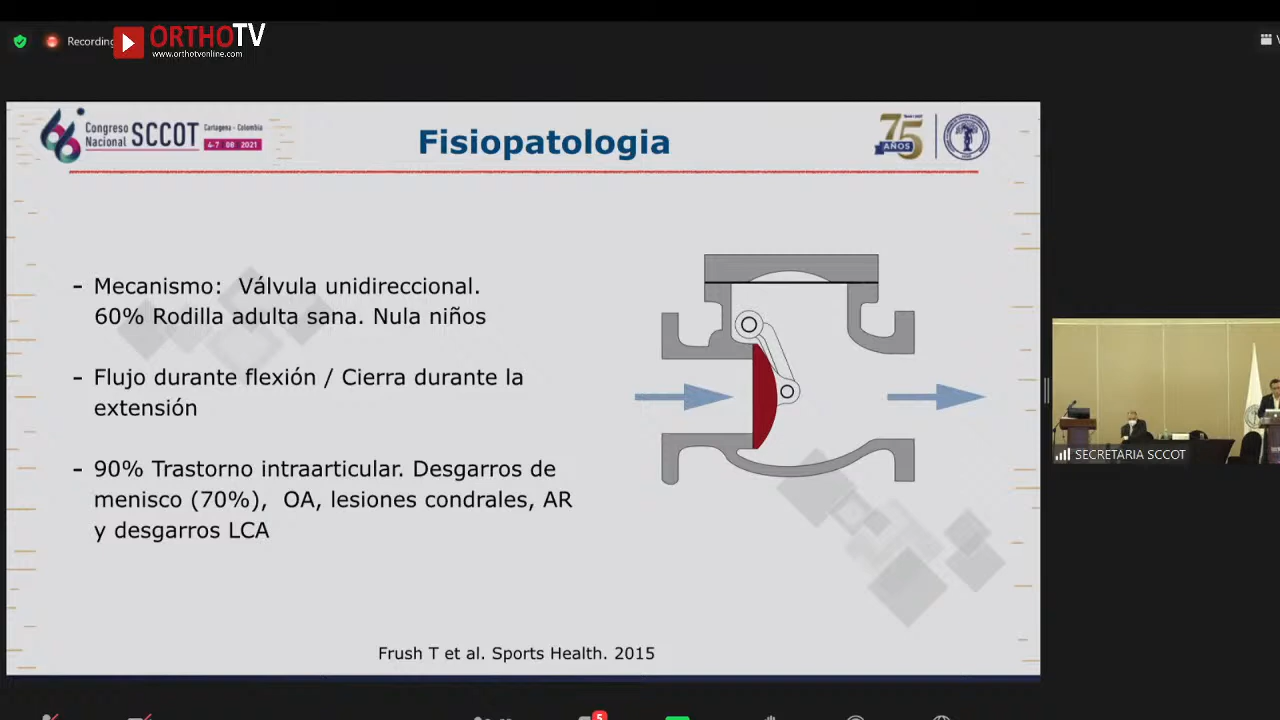 Recording
ORTHOTV
www.orthotvonline.com
Congreso
Nacional SCCOT
Cartagena - Colombia
4-7 08 2021
Fisiopatologia
75
AÑOS
- Mecanismo: Válvula unidireccional.
60% Rodilla adulta sana. Nula niños
- Flujo durante flexión / Cierra durante la
extensión
- 90% Trastorno intraarticular. Desgarros de
menisco (70%), OA, lesiones condrales, AR
y desgarros LCA
Frush T et al. Sports Health. 2015
SECRETARIA SCCOT
5